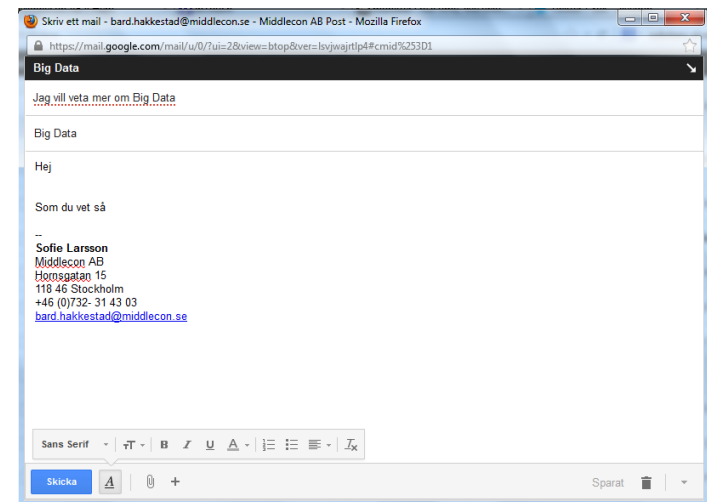 Skriv ett mail - bard.hakkestad@middlecon.se - Middlecon AB Post - Mozilla Firefox
https://mail.google.com/mail/u/0/?ui=2&view=btop&ver=lsvjwajrtlp4#cmid%253D1
Big Data
Jag vill veta mer om Big Data
Big Data
Hej
Som du vet så
--
Sofie Larsson
Middlecon AB
Hornsgatan 15
118 46 Stockholm
+46 (0)732- 31 43 03
bard.hakkestad@middlecon.se
Sans Serif TT B I U A Tx
Skicka A + Sparat